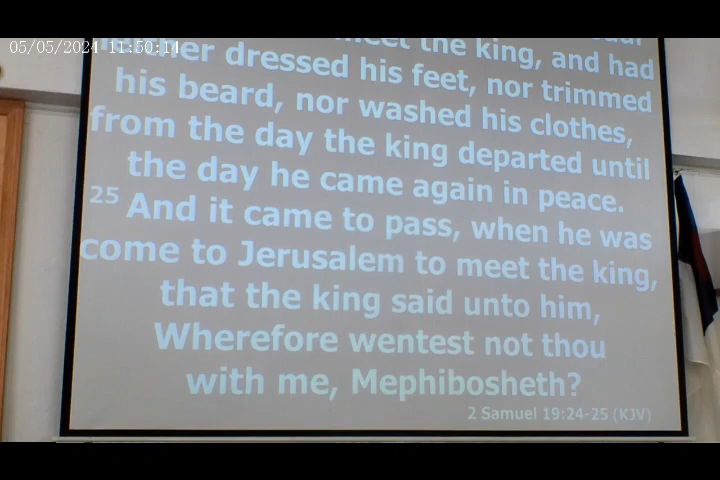 05/05/2024 11:50:14
meet the king, and had
dressed his feet, nor trimmed
his beard, nor washed his clothes,
from the day the king departed until
the day he came again in peace.
25 And it came to pass, when he was
come to Jerusalem to meet the king,
that the king said unto him,
Wherefore wentest not thou
with me, Mephibosheth?
2 Samuel 19:24-25 (KJV)